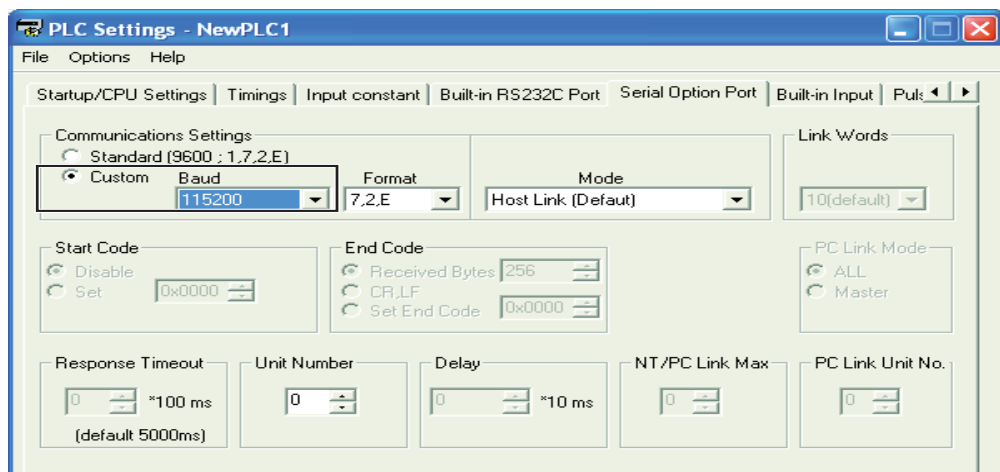 PLC Settings - NewPLC1
File Options Help
Startup/CPU Settings Timings Input constant Built-in RS232C Port Serial Option Port Built-in Input Puls
Communications Settings Link Words
Standard (9600 ; 1,7,2,E)
Custom Baud Format Mode
115200 7,2,E Host Link (Defaut) 10(default)
Start Code End Code PC Link Mode
Disable Received Bytes 256 ALL
Set 0x0000 CR,LF Master
Set End Code 0x0000
Response Timeout Unit Number Delay NT/PC Link Max PC Link Unit No.
0 *100 ms 0 0 *10 ms 0 0
(default 5000ms)